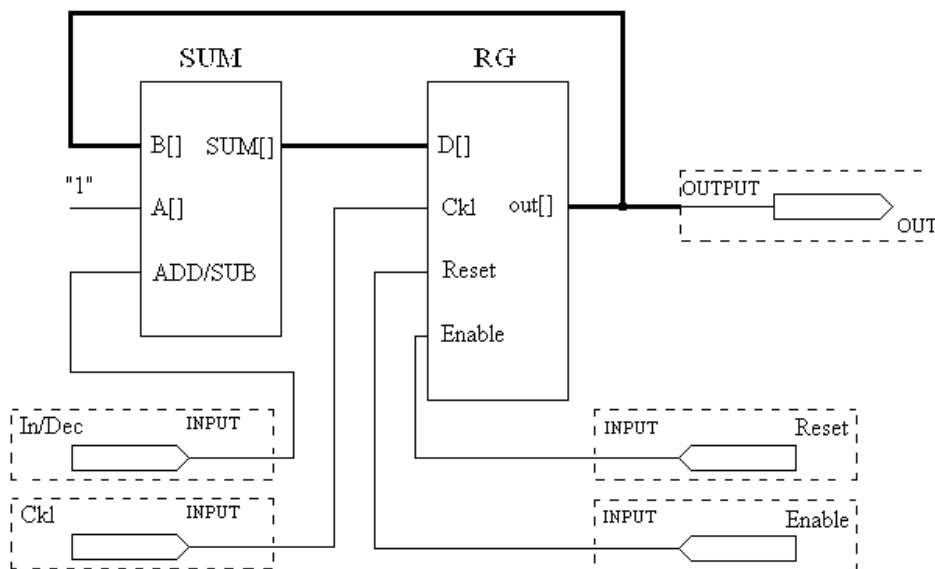 SUM
RG
B[]
SUM[]
"1"
A[]
ADD/SUB
D[]
Ckl
out[]
Reset
Enable
OUTPUT
OUT
In/Dec
INPUT
Ckl
INPUT
INPUT
Reset
INPUT
Enable